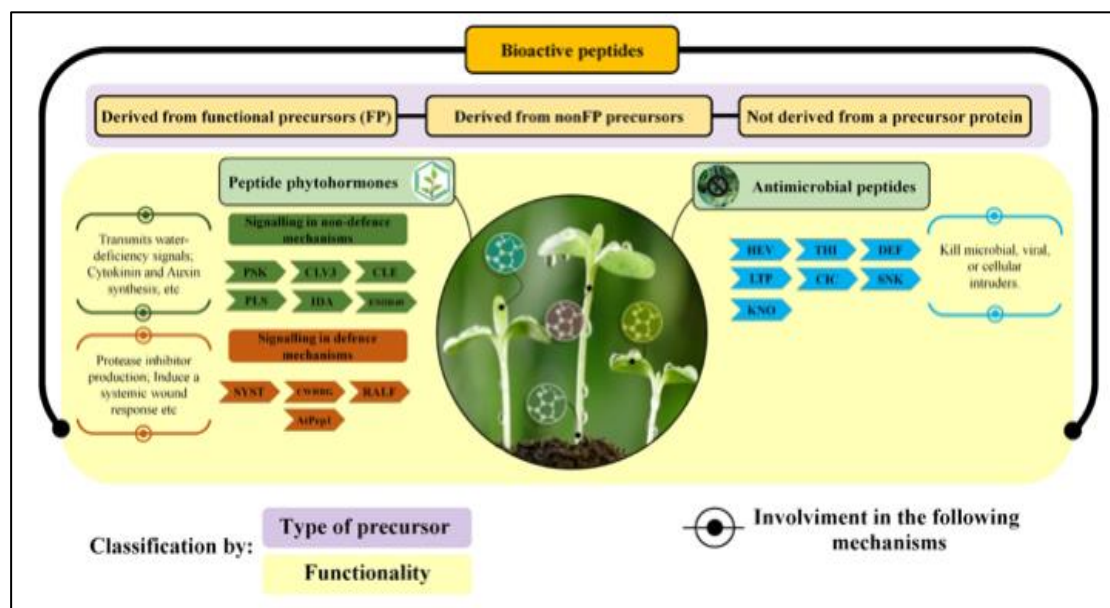 Bioactive peptides
Derived from functional precursors (FP)
Derived from nonFP precursors
Not derived from a precursor protein
Peptide phytohormones
Antimicrobial peptides
Transmits water-
deficiency signals;
Cytokinin and Auxin
synthesis, etc
Signalling in non-defence
mechanisms
PSK
CLV3
CLE
PLS
IDA
Protease inhibitor
production; Induce a
systemic wound
response etc
Signalling in defence
mechanisms
SYST
RALF
AtPep1
HEV
THI
DEF
LTP
CIC
SNK
KNO
Kill microbial, viral,
or cellular
intruders.
Classification by:
Type of precursor
Functionality
Involviment in the following
mechanisms